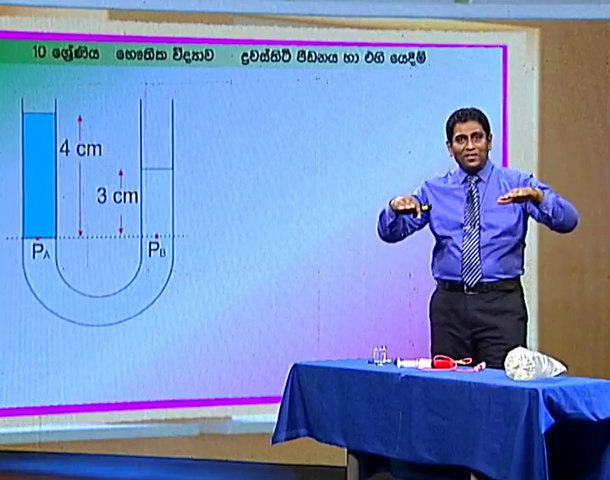 10 ශ්‍රේණිය භෞතික විද්‍යාව ද්‍රවස්ථිති පීඩනය හා එහි යෙදීම්
4 cm
3 cm
PA PB